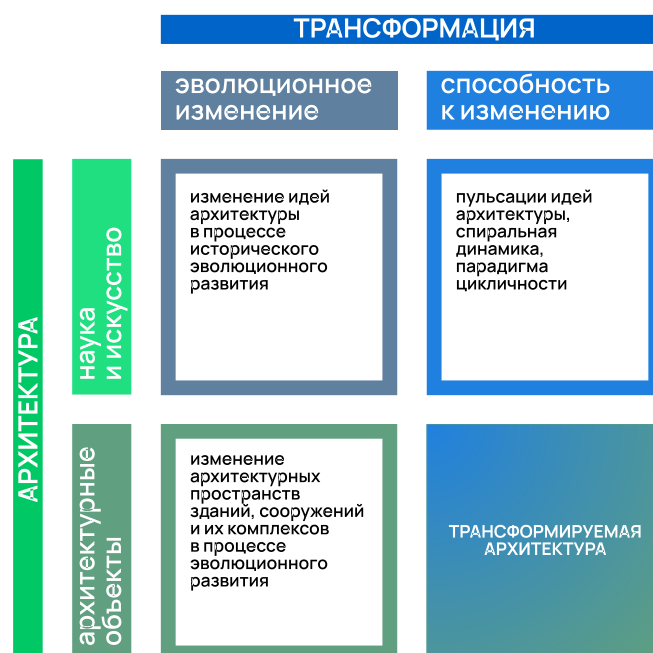 ТРАНСФОРМАЦИЯ
эволюционное
изменение
способность
к изменению
АРХИТЕКТУРА
наука
и искусство
изменение идей
архитектуры
в процессе
исторического
эволюционного
развития
пульсации идей
архитектуры,
спиральная
динамика,
парадигма
цикличности
архитектурные
объекты
изменение
архитектурных
пространств
зданий, сооружений
и их комплексов
в процессе
эволюционного
развития
ТРАНСФОРМИРУЕМАЯ
АРХИТЕКТУРА